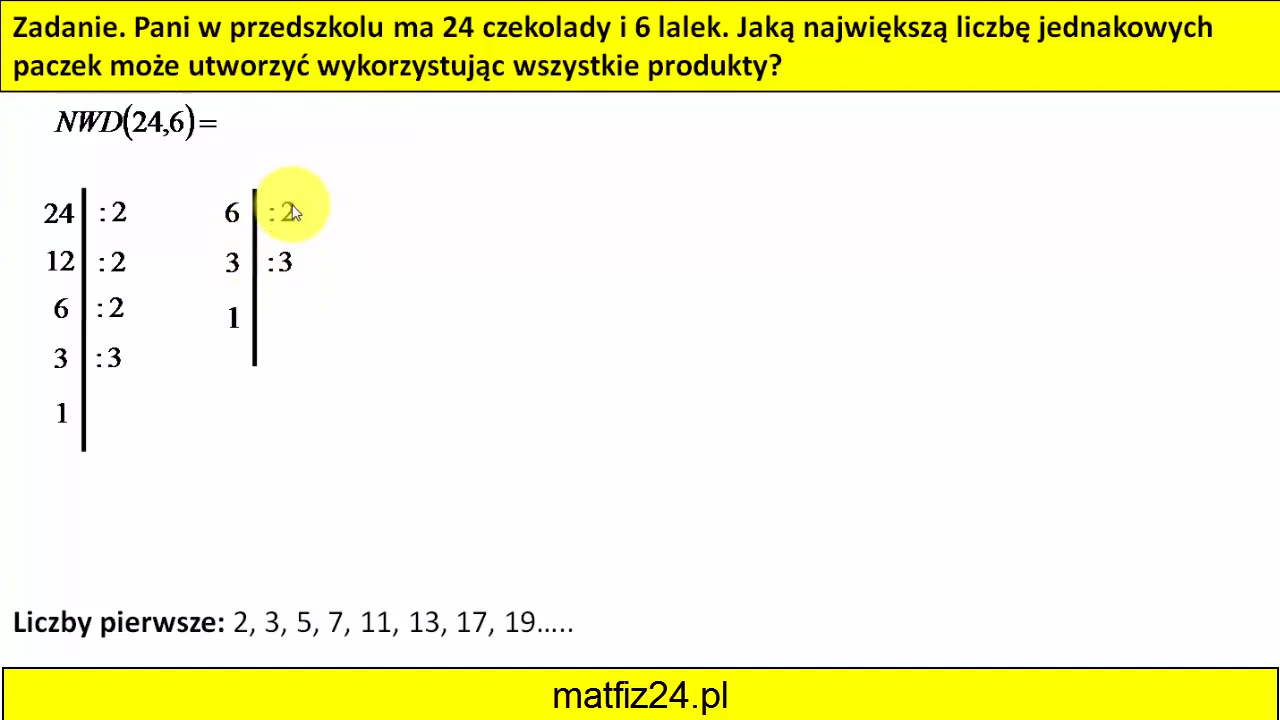 Zadanie. Pani w przedszkolu ma 24 czekolady i 6 lalek. Jaką największą liczbę jednakowych
paczek może utworzyć wykorzystując wszystkie produkty?
NWD(24,6)=
24 :2 6 :2
12 :2 3 :3
6 :2 1
3 :3
1
Liczby pierwsze: 2, 3, 5, 7, 11, 13, 17, 19.....
matfiz24.pl